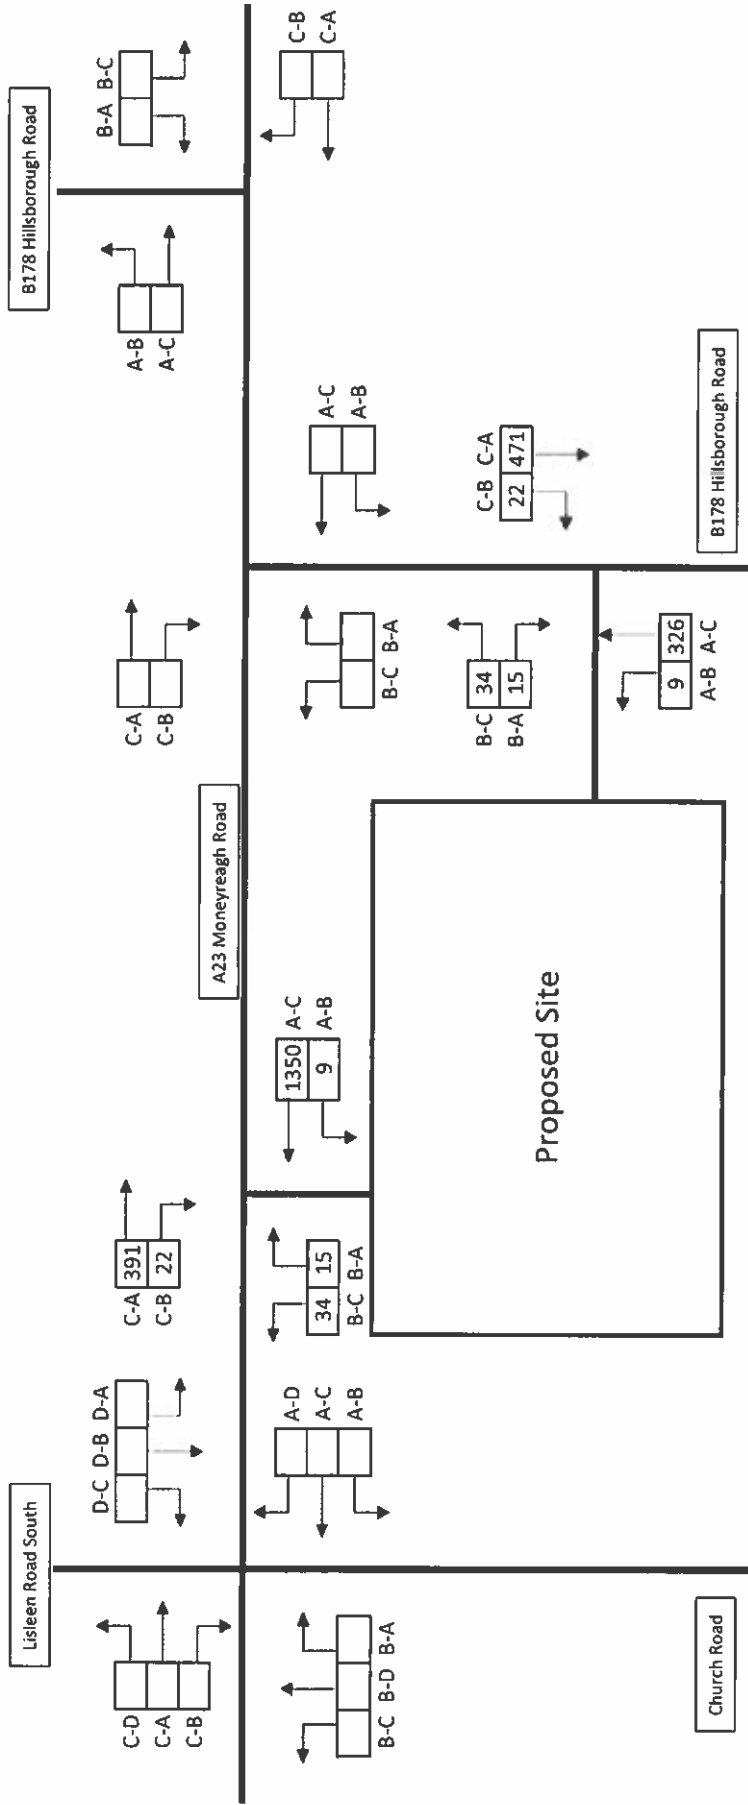 Lisleen Road South
B178 Hillsborough Road
C-D
C-A
C-B
D-C D-B D-A
C-A 391
C-B 22
C-A
C-B
A-B
A-C
B-A B-C
A23 Moneyreagh Road
B-C B-D B-A
A-D
A-C
A-B
34 15
B-C B-A
1350 A-C
9 A-B
B-C B-A
A-C
A-B
C-B
C-A
B-C 34
B-A 15
C-B C-A
22 471
Proposed Site
9 326
A-B A-C
Church Road
B178 Hillsborough Road